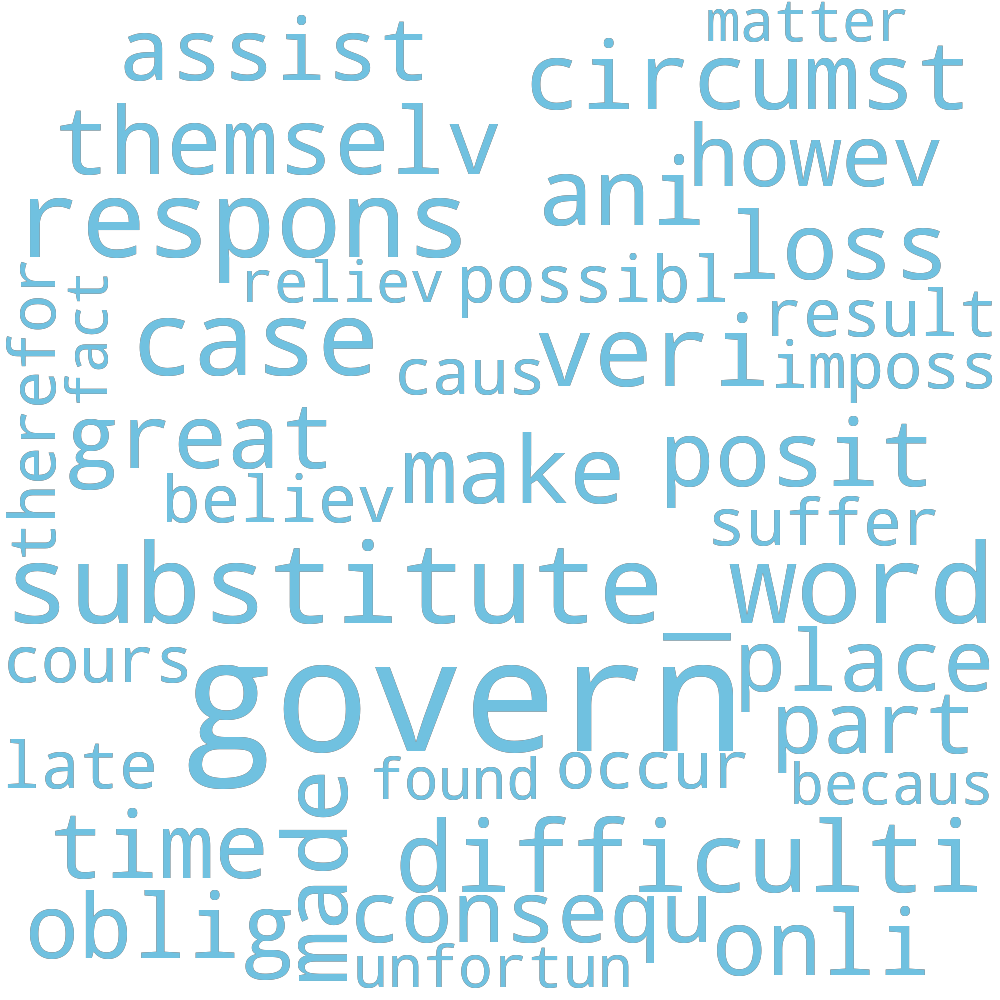 matter
assist
circumst
themselv
howev
ani
respons
loss
reliev
possibl
therefor
fact
result
case
veri
caus
imposs
great
make
posit
believ
suffer
substitute_word
cours
govern
place
part
late
found
occur
becaus
made
time
difficulti
oblig
consequ
onli
unfortun